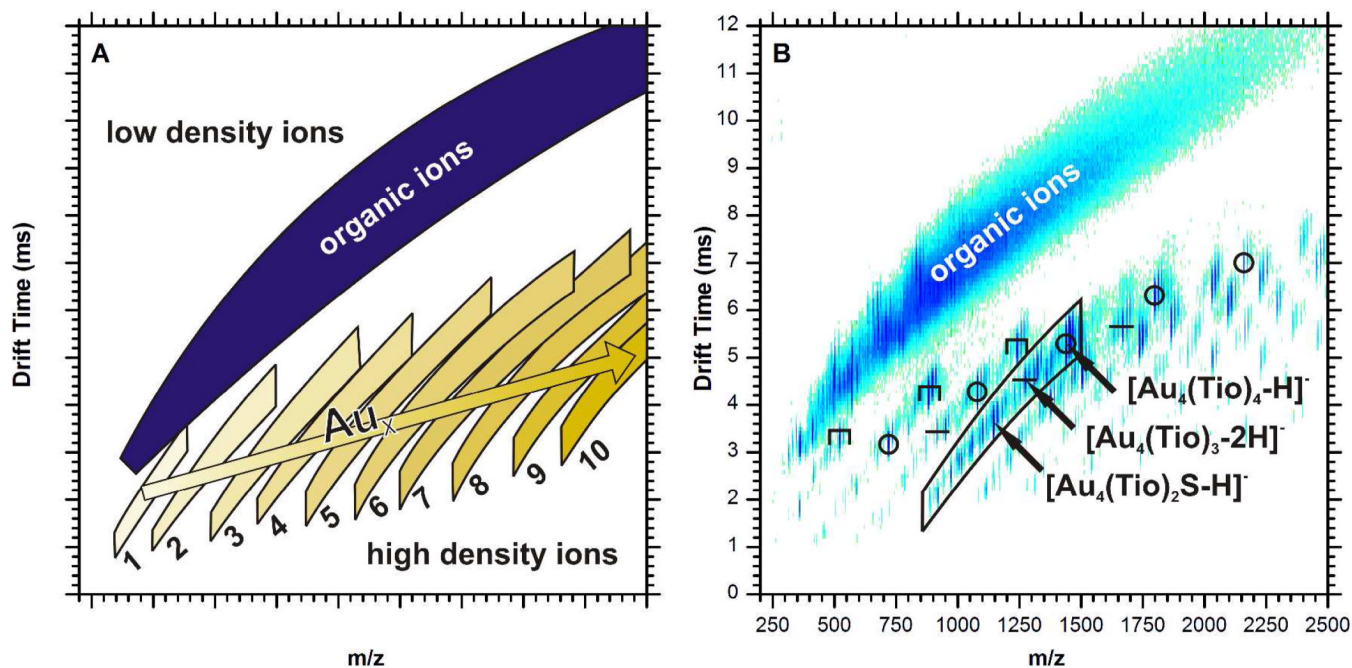 A
low density ions
organic ions
Au<sub>x</sub>
1 2 3 4 5 6 7 8 9 10
high density ions
Drift Time (ms)
m/z
B
12
11
10
9
8
7
6
5
4
3
2
1
0
organic ions
[Au₄(Tio)₄-H]⁻
[Au₄(Tio)₃-2H]⁻
[Au₄(Tio)₂S-H]⁻
Drift Time (ms)
250 500 750 1000 1250 1500 1750 2000 2250 2500
m/z